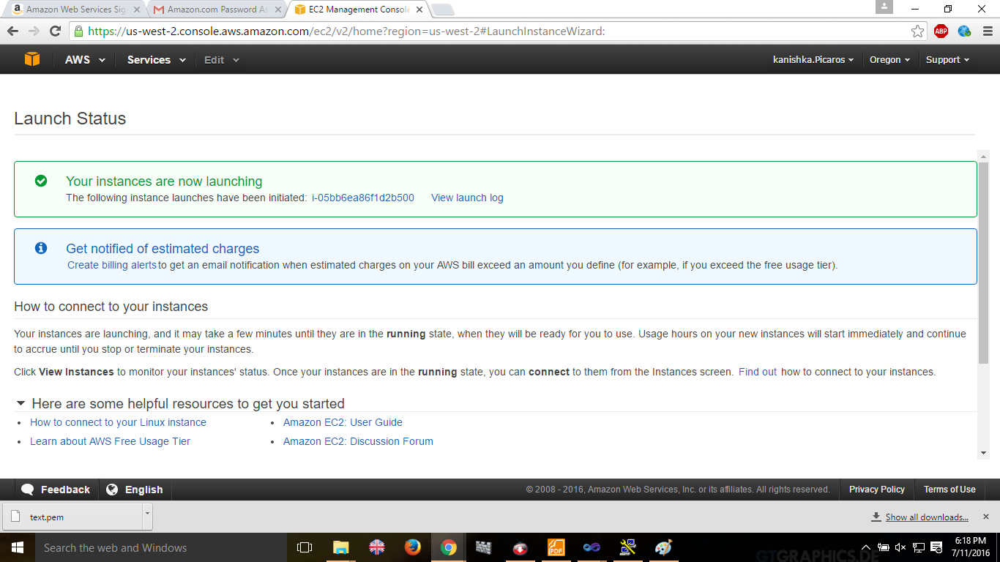 Amazon Web Services Sig
Amazon.com Password As
EC2 Management Console
https://us-west-2.console.aws.amazon.com/ec2/v2/home?region=us-west-2#LaunchInstanceWizard:
ABP
AWS Services Edit kanishka.Picaros Oregon Support
Launch Status
Your instances are now launching
The following instance launches have been initiated: i-05bb6ea86f1d2b500 View launch log
Get notified of estimated charges
Create billing alerts to get an email notification when estimated charges on your AWS bill exceed an amount you define (for example, if you exceed the free usage tier).
How to connect to your instances
Your instances are launching, and it may take a few minutes until they are in the running state, when they will be ready for you to use. Usage hours on your new instances will start immediately and continue
to accrue until you stop or terminate your instances.
Click View Instances to monitor your instances' status. Once your instances are in the running state, you can connect to them from the Instances screen. Find out how to connect to your instances.
Here are some helpful resources to get you started
• How to connect to your Linux instance • Amazon EC2: User Guide
• Learn about AWS Free Usage Tier • Amazon EC2: Discussion Forum
Feedback English © 2008 - 2016, Amazon Web Services, Inc. or its affiliates. All rights reserved. Privacy Policy Terms of Use
text.pem Show all downloads...
Search the web and Windows
PDF
GTGRAPHICS.DE
6:18 PM
7/11/2016